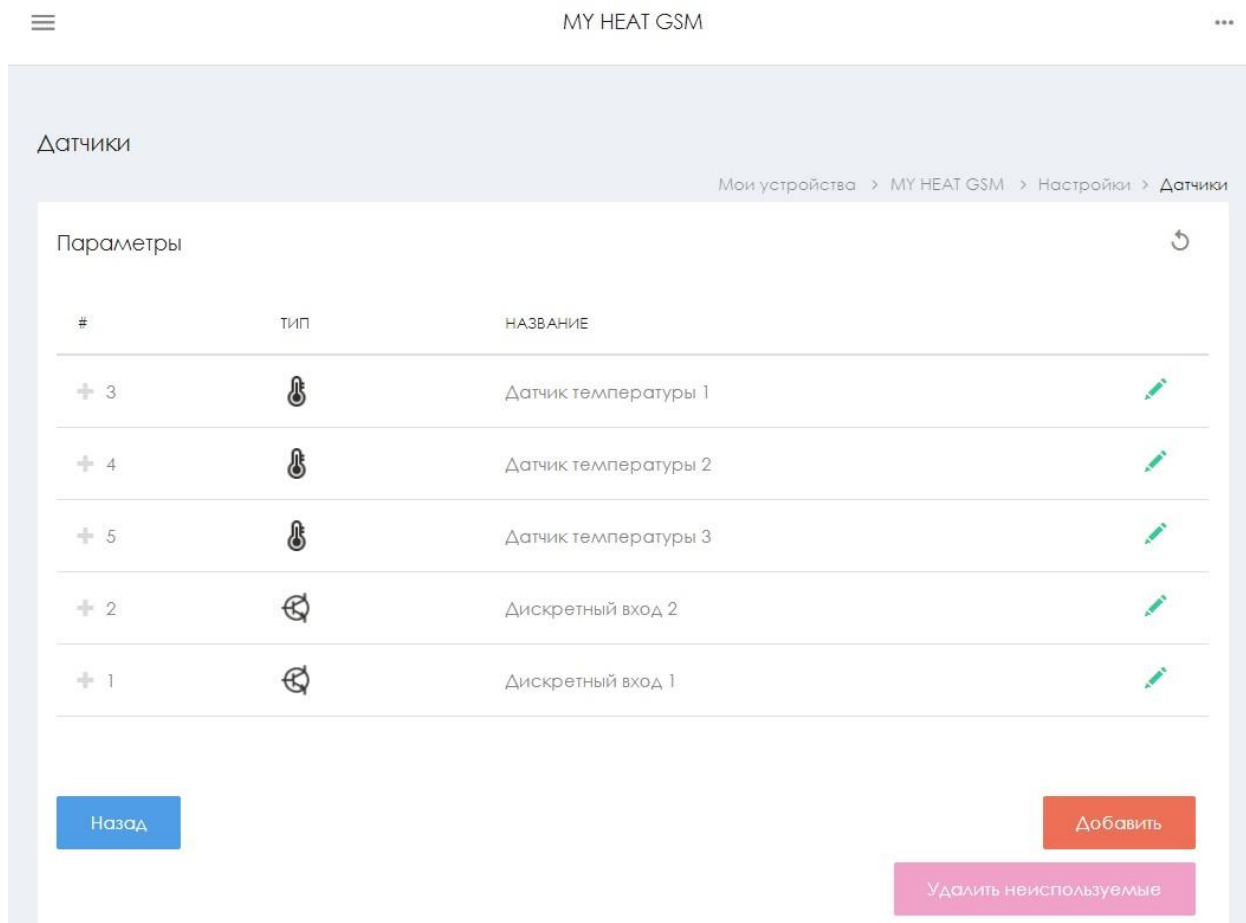 MY HEAT GSM
Датчики
Мои устройства > MY HEAT GSM > Настройки > Датчики
Параметры
# ТИП НАЗВАНИЕ
3 Датчик температуры 1
4 Датчик температуры 2
5 Датчик температуры 3
2 Дискретный вход 2
1 Дискретный вход 1
Назад Добавить
Удалить неиспользуемые